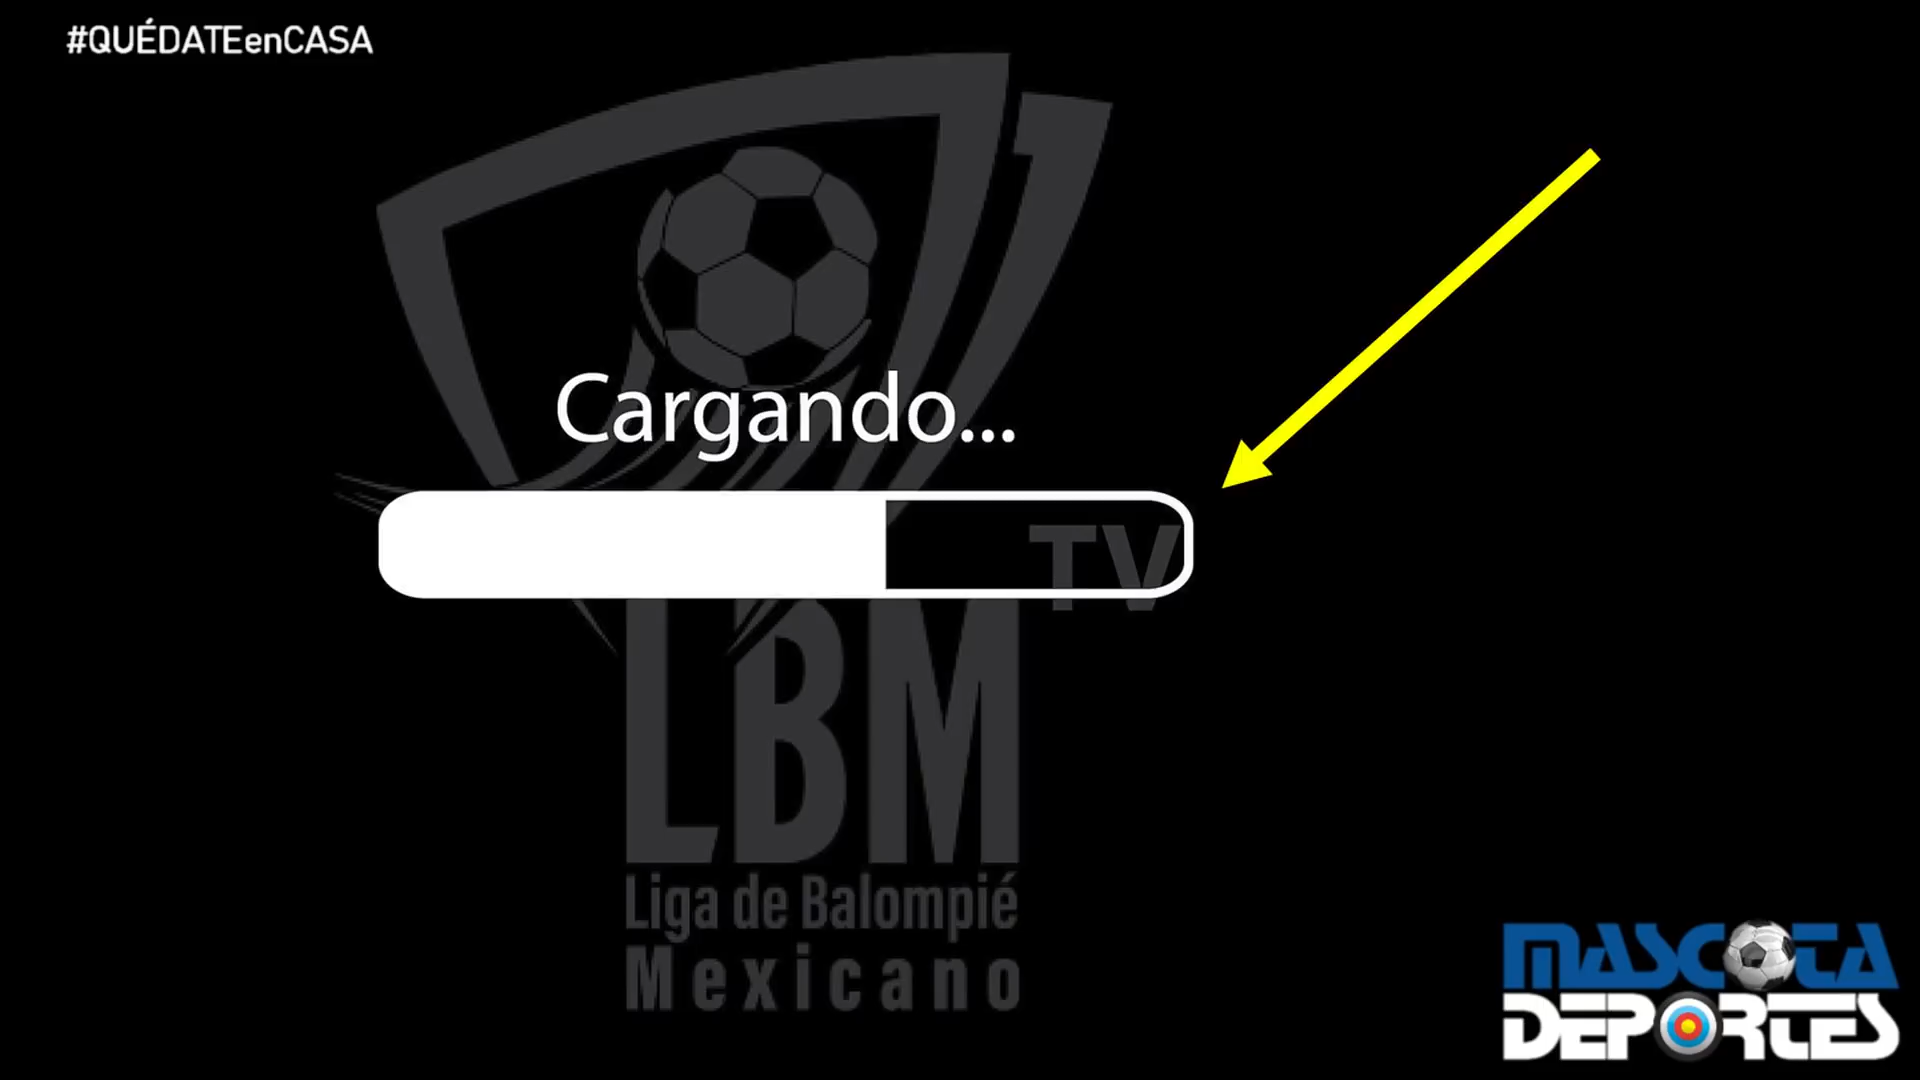 #QUÉDATEenCASA
Cargando...
TV
LBM
Liga de Balompié
Mexicano
MASCOTA
DEPORTES